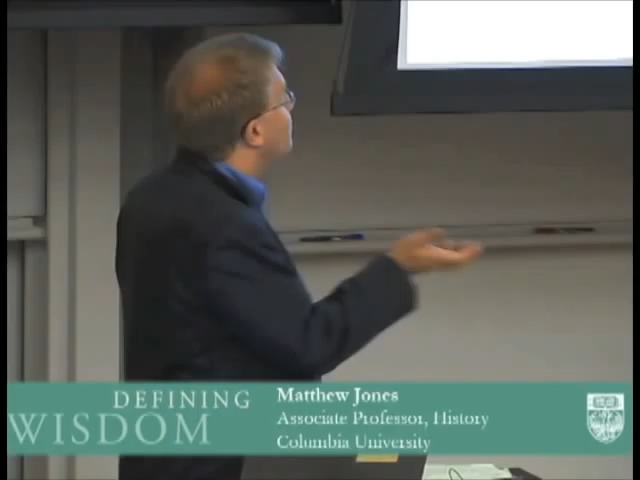 DEFINING
WISDOM
Matthew Jones
Associate Professor, History
Columbia University